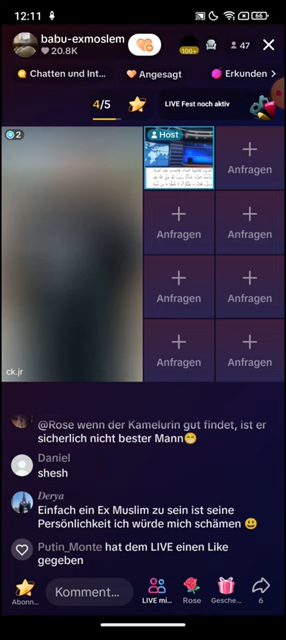 12:11
66
babu-exmoslem
20.8K
100+
47
Chatten und Int...
Angesagt
Erkunden
4/5
LIVE Fest noch aktiv
2
Host
Anfragen
Anfragen
Anfragen
Anfragen
Anfragen
Anfragen
Anfragen
ck.jr
@Rose wenn der Kamelurin gut findet, ist er
sicherlich nicht bester Mann😁
Daniel
shesh
Derya
Einfach ein Ex Muslim zu sein ist seine
Persönlichkeit ich würde mich schämen 😃
Putin_Monte hat dem LIVE einen Like
gegeben
Abonn...
Komment...
LIVE mi...
Rose
Gesche...
6